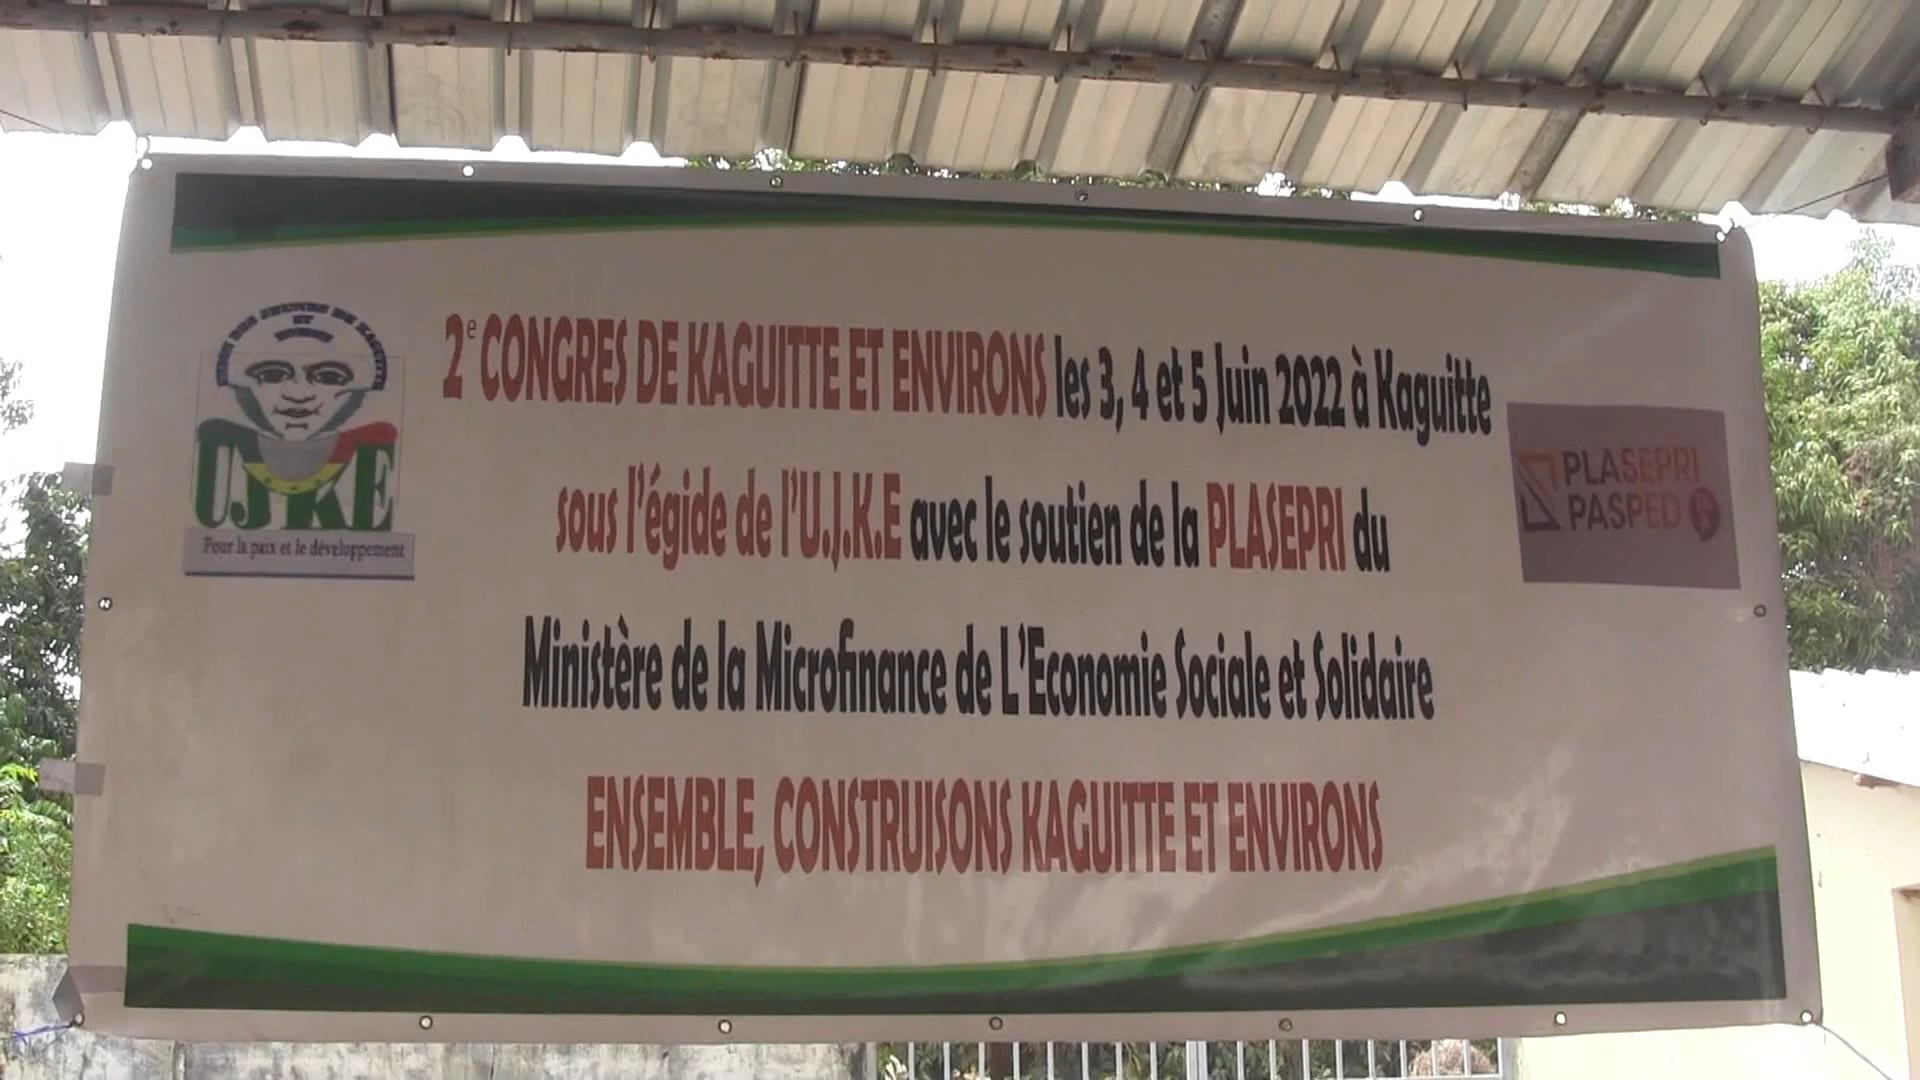 2e CONGRES DE KAGUITTE ET ENVIRONS les 3, 4 et 5 Juin 2022 à Kaguitte
sous l'égide de l'U.J.K.E avec le soutien de la PLASEPRI du
Ministère de la Microfinance de L'Economie Sociale et Solidaire
ENSEMBLE, CONSTRUISONS KAGUITTE ET ENVIRONS
UJKE
Pour la paix et le développement
PLASEPRI
PASPED